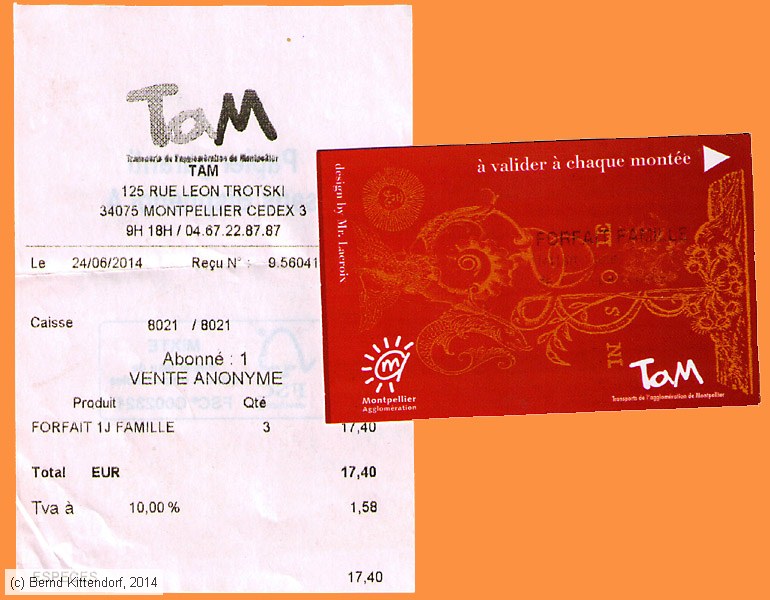 TaM
Transports de l'agglomération de Montpellier
TAM
125 RUE LEON TROTSKI
34075 MONTPELLIER CEDEX 3
9H 18H / 04.67.22.87.87
Le 24/06/2014 Reçu N° : 9.56041
Caisse 8021 / 8021
Abonné : 1
VENTE ANONYME
Produit Qté
FORFAIT 1J FAMILLE 3 17,40
Total EUR 17,40
Tva à 10,00 % 1,58
ESPECES 17,40
(c) Bernd Kittendorf, 2014
à valider à chaque montée
design by Mr. Lacroix
FORFAIT FAMILLE
Montpellier
Agglomération
TaM
Transports de l'agglomération de Montpellier